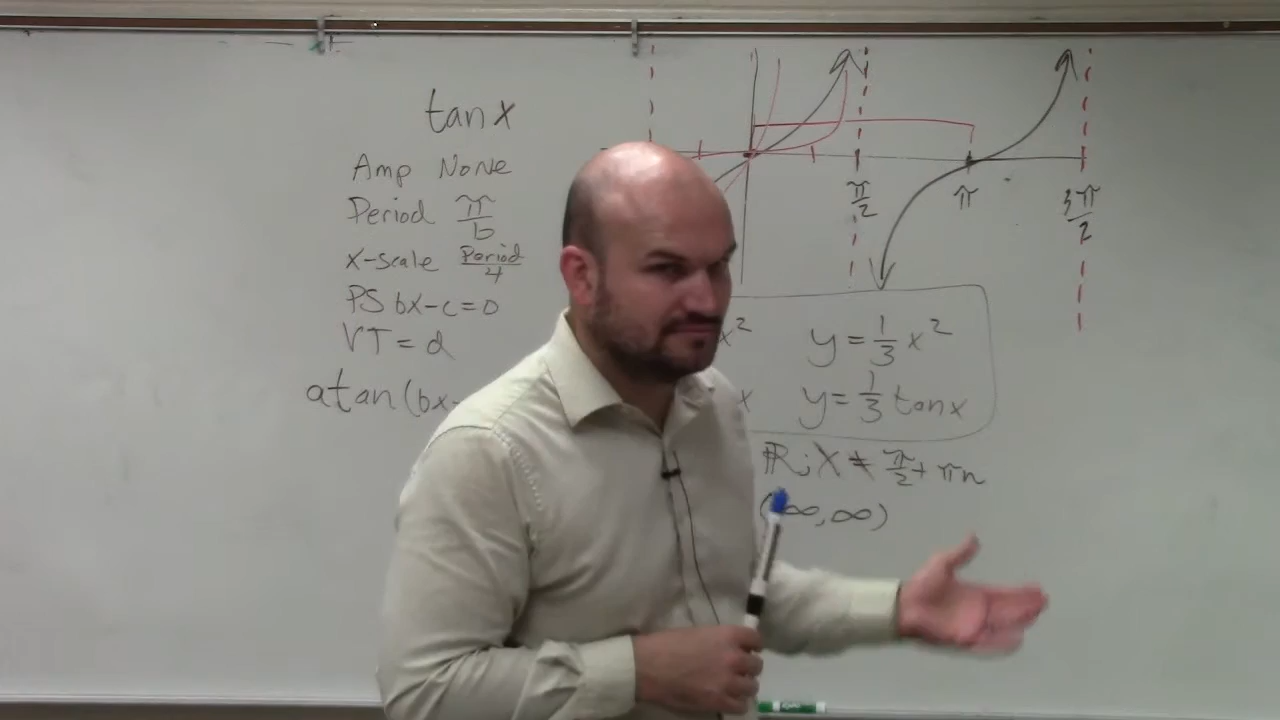 tan x
Amp None
Period π/b
x-scale Period/4
PS bx-c=0
VT = d
atan(bx-
π/2
π
3π/2
x²
y = 1/3 x²
x
y = 1/3 tan x
ℝ; X ≠ π/2 + πn
(-∞, ∞)